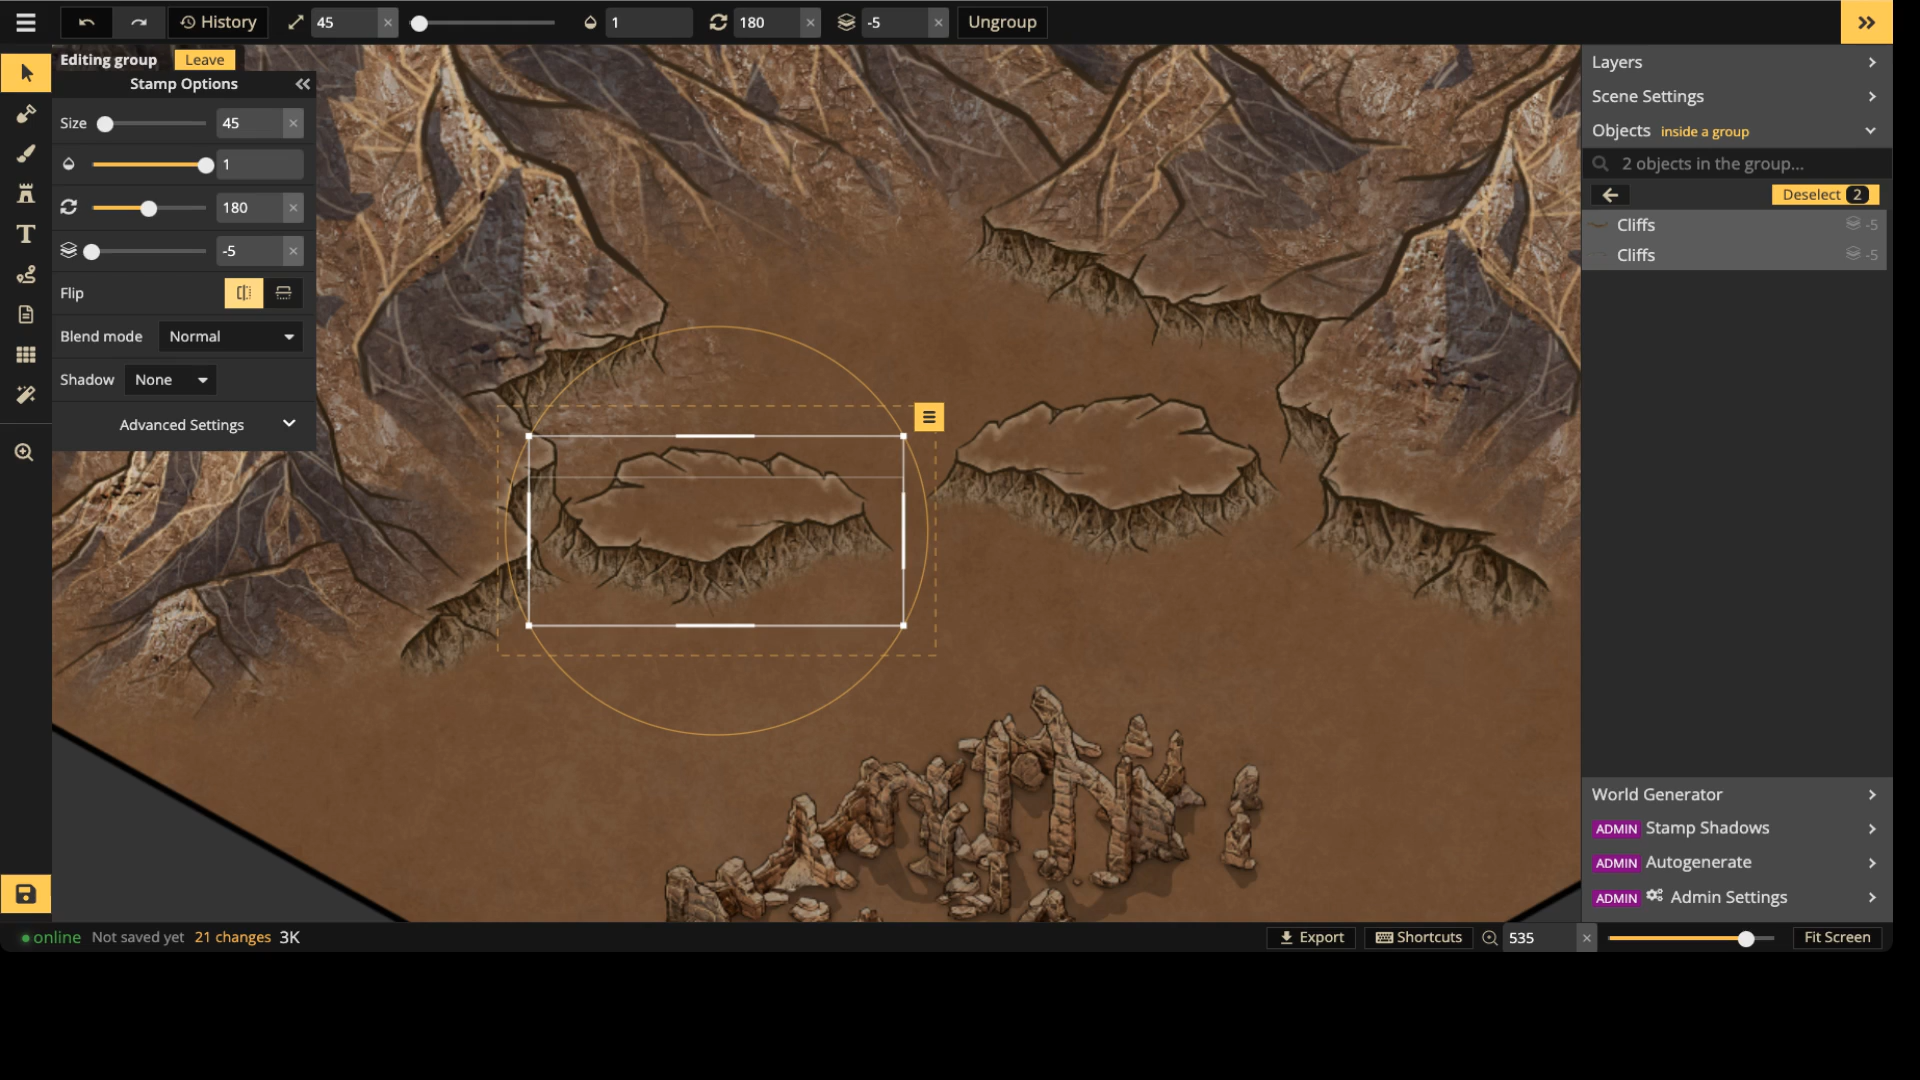 History
45
1
180
-5
Ungroup
Editing group
Leave
Stamp Options
Size
45
1
180
-5
Flip
Blend mode
Normal
Shadow
None
Advanced Settings
Layers
Scene Settings
Objects inside a group
2 objects in the group...
Deselect 2
Cliffs -5
Cliffs -5
World Generator
ADMIN Stamp Shadows
ADMIN Autogenerate
ADMIN Admin Settings
online Not saved yet 21 changes 3K
Export
Shortcuts
535
Fit Screen